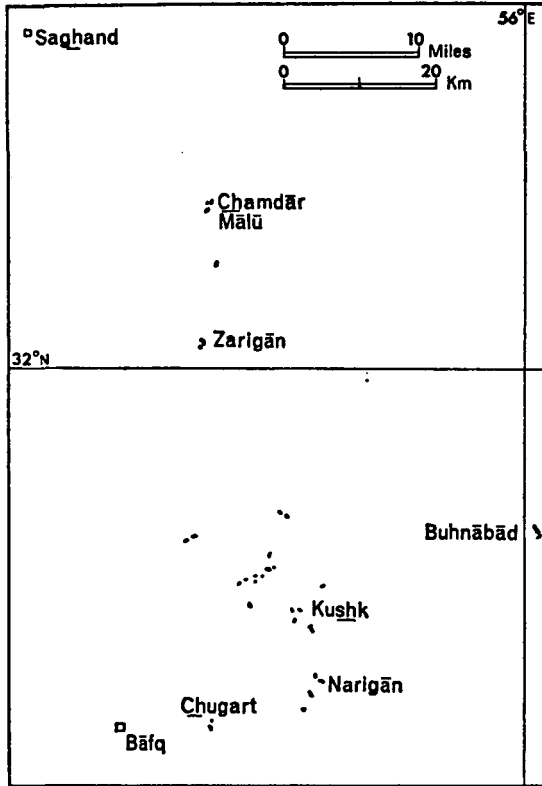 56° E
Saghand
0 10
Miles
0 20
Km
Chamdār
Mālū
Zarigān
32°N
Buhnābād
Kushk
Narigān
Chugart
Bāfq